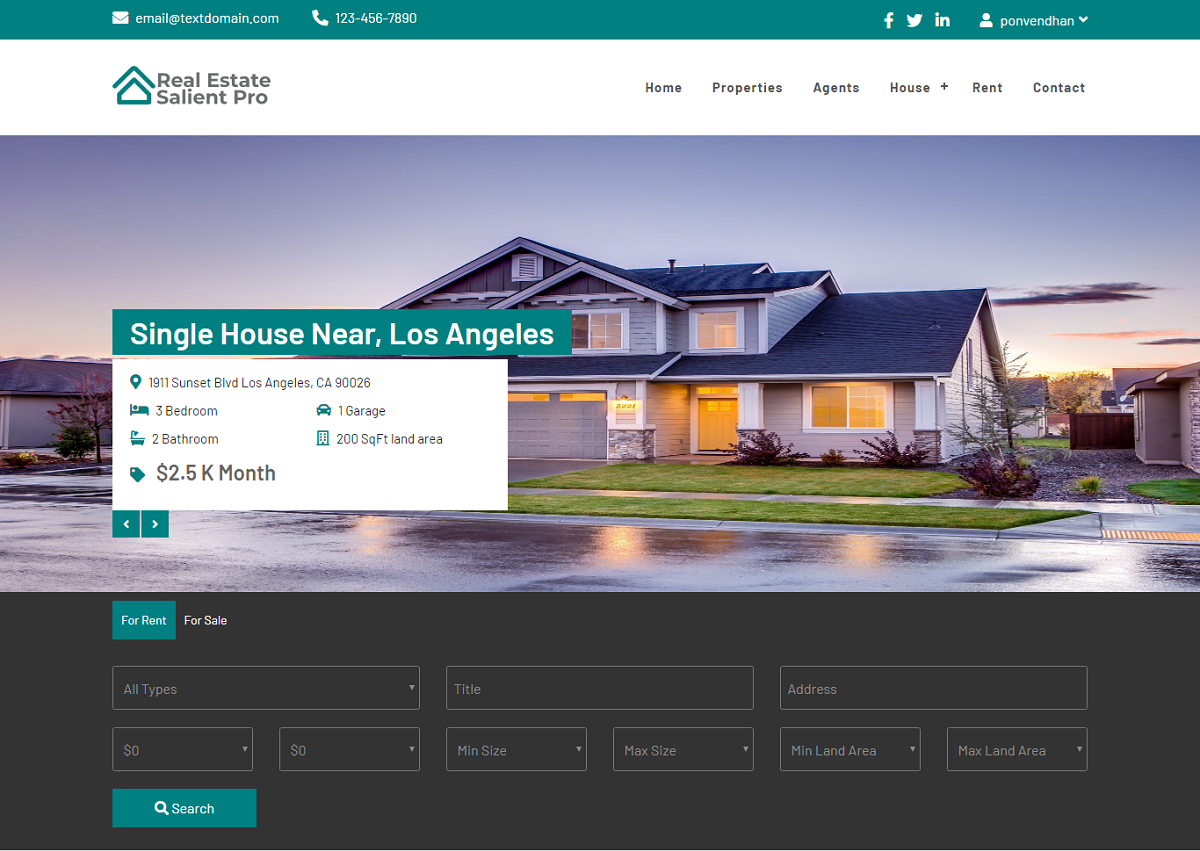 email@textdomain.com 123-456-7890 ponvendhan
Real Estate
Salient Pro
Home Properties Agents House + Rent Contact
Single House Near, Los Angeles
1911 Sunset Blvd Los Angeles, CA 90026
3 Bedroom 1 Garage
2 Bathroom 200 SqFt land area
$2.5 K Month
For Rent For Sale
All Types Title Address
$0 $0 Min Size Max Size Min Land Area Max Land Area
Search